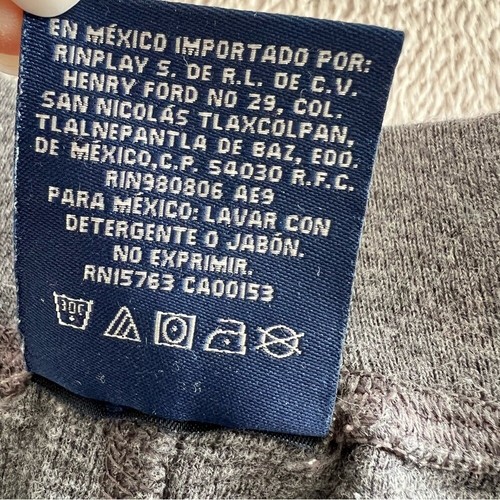 EN MÉXICO IMPORTADO POR:
RINPLAY S. DE R.L. DE C.V.
HENRY FORD NO 29, COL.
SAN NICOLÁS TLAXCOLPAN,
TLALNEPANTLA DE BAZ, EDO.
DE MÉXICO,C.P. 54030 R.F.C.
RIN980806 AE9
PARA MÉXICO: LAVAR CON
DETERGENTE O JABÓN.
NO EXPRIMIR.
RN15763 CA00153